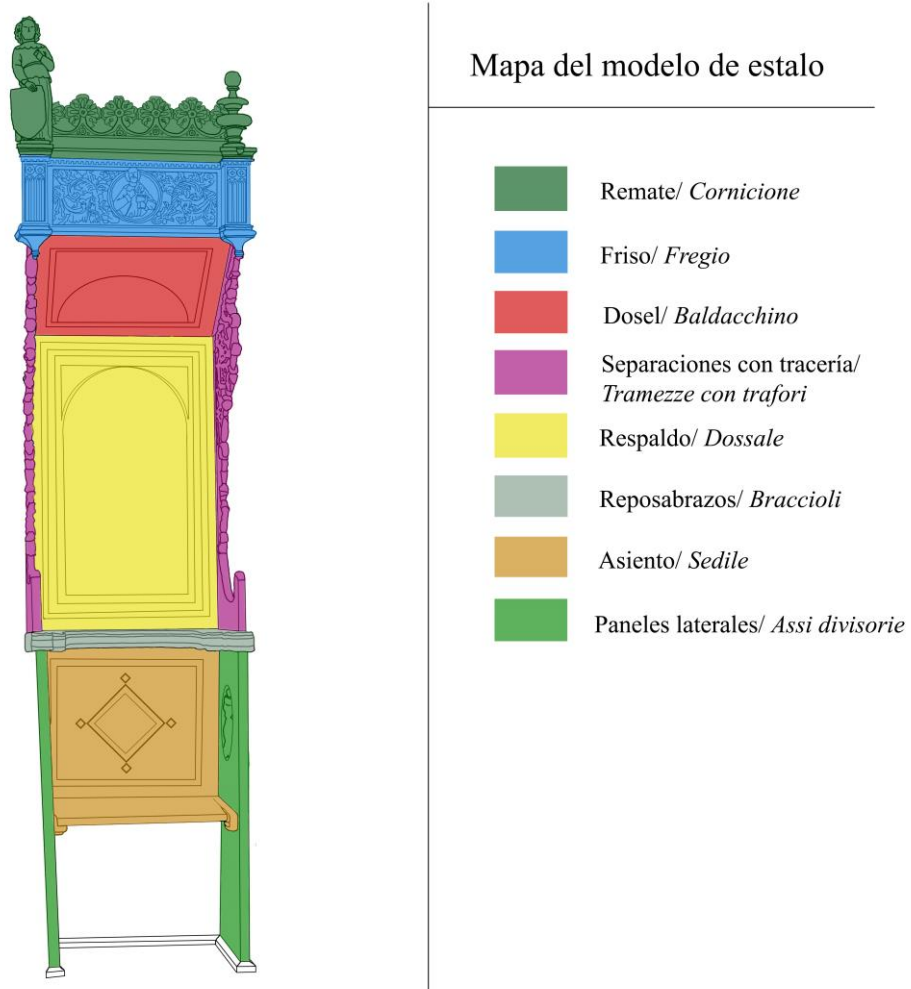 Mapa del modelo de estalo
Remate/ Cornicione
Friso/ Fregio
Dosel/ Baldacchino
Separaciones con tracería/
Tramezze con trafori
Respaldo/ Dossale
Reposabrazos/ Braccioli
Asiento/ Sedile
Paneles laterales/ Assi divisorie